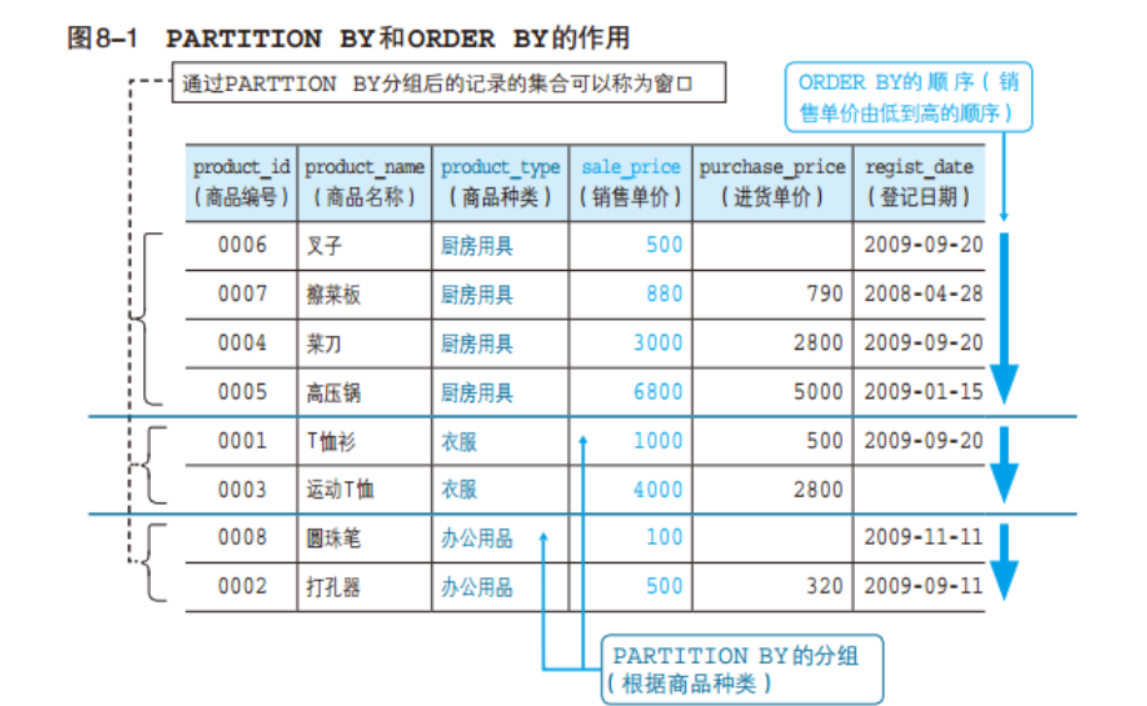 图8-1 PARTITION BY和ORDER BY的作用
通过PARTTION BY分组后的记录的集合可以称为窗口
ORDER BY的顺序(销
售单价由低到高的顺序)
product_id product_name product_type sale_price purchase_price regist_date
(商品编号) (商品名称) (商品种类) (销售单价) (进货单价) (登记日期)
0006 叉子 厨房用具 500 2009-09-20
0007 擦菜板 厨房用具 880 790 2008-04-28
0004 菜刀 厨房用具 3000 2800 2009-09-20
0005 高压锅 厨房用具 6800 5000 2009-01-15
0001 T恤衫 衣服 1000 500 2009-09-20
0003 运动T恤 衣服 4000 2800
0008 圆珠笔 办公用品 100 2009-11-11
0002 打孔器 办公用品 500 320 2009-09-11
PARTITION BY的分组
(根据商品种类)